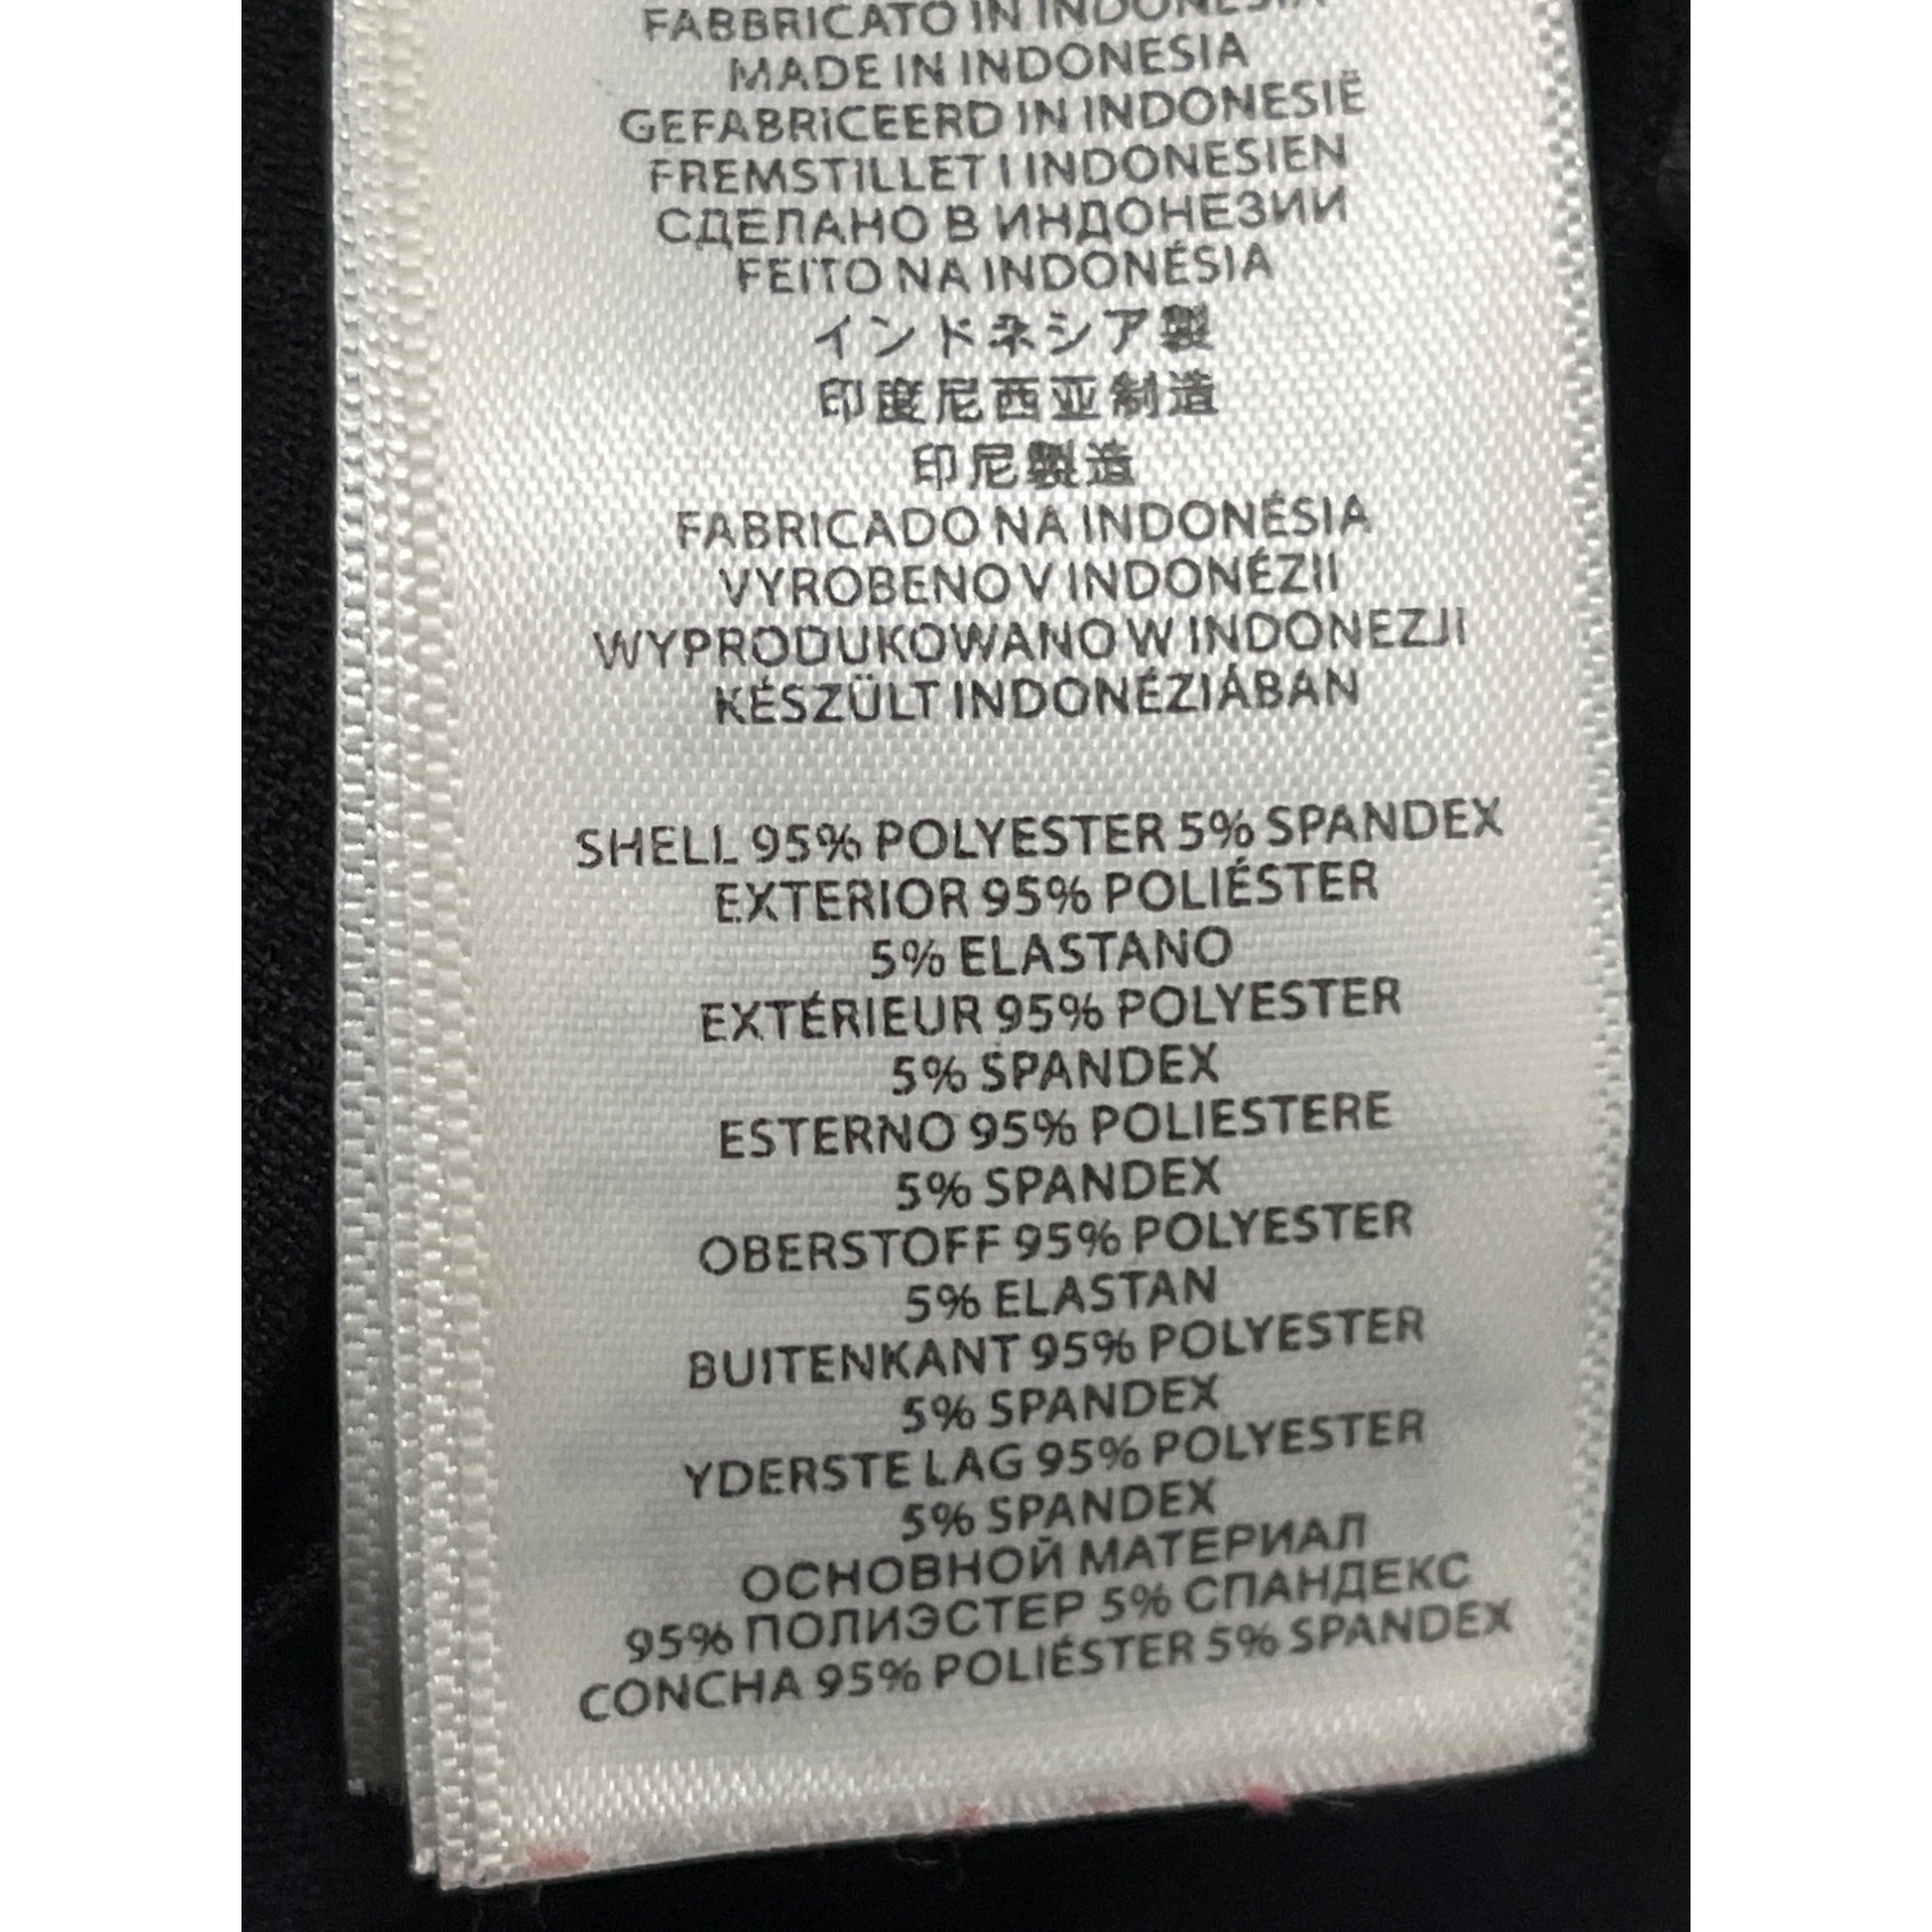 FABBRICATO IN INDONESIA
MADE IN INDONESIA
GEFABRICEERD IN INDONESIË
FREMSTILLET I INDONESIEN
СДЕЛАНО В ИНДОНЕЗИИ
FEITO NA INDONÉSIA
インドネシア製
印度尼西亚制造
印尼製造
FABRICADO NA INDONÉSIA
VYROBENO V INDONÉZII
WYPRODUKOWANO W INDONEZJI
KÉSZÜLT INDONÉZIÁBAN
SHELL 95% POLYESTER 5% SPANDEX
EXTERIOR 95% POLIÉSTER
5% ELASTANO
EXTÉRIEUR 95% POLYESTER
5% SPANDEX
ESTERNO 95% POLIESTERE
5% SPANDEX
OBERSTOFF 95% POLYESTER
5% ELASTAN
BUITENKANT 95% POLYESTER
5% SPANDEX
YDERSTE LAG 95% POLYESTER
5% SPANDEX
ОСНОВНОЙ МАТЕРИАЛ
95% ПОЛИЭСТЕР 5% СПАНДЕКС
CONCHA 95% POLIÉSTER 5% SPANDEX